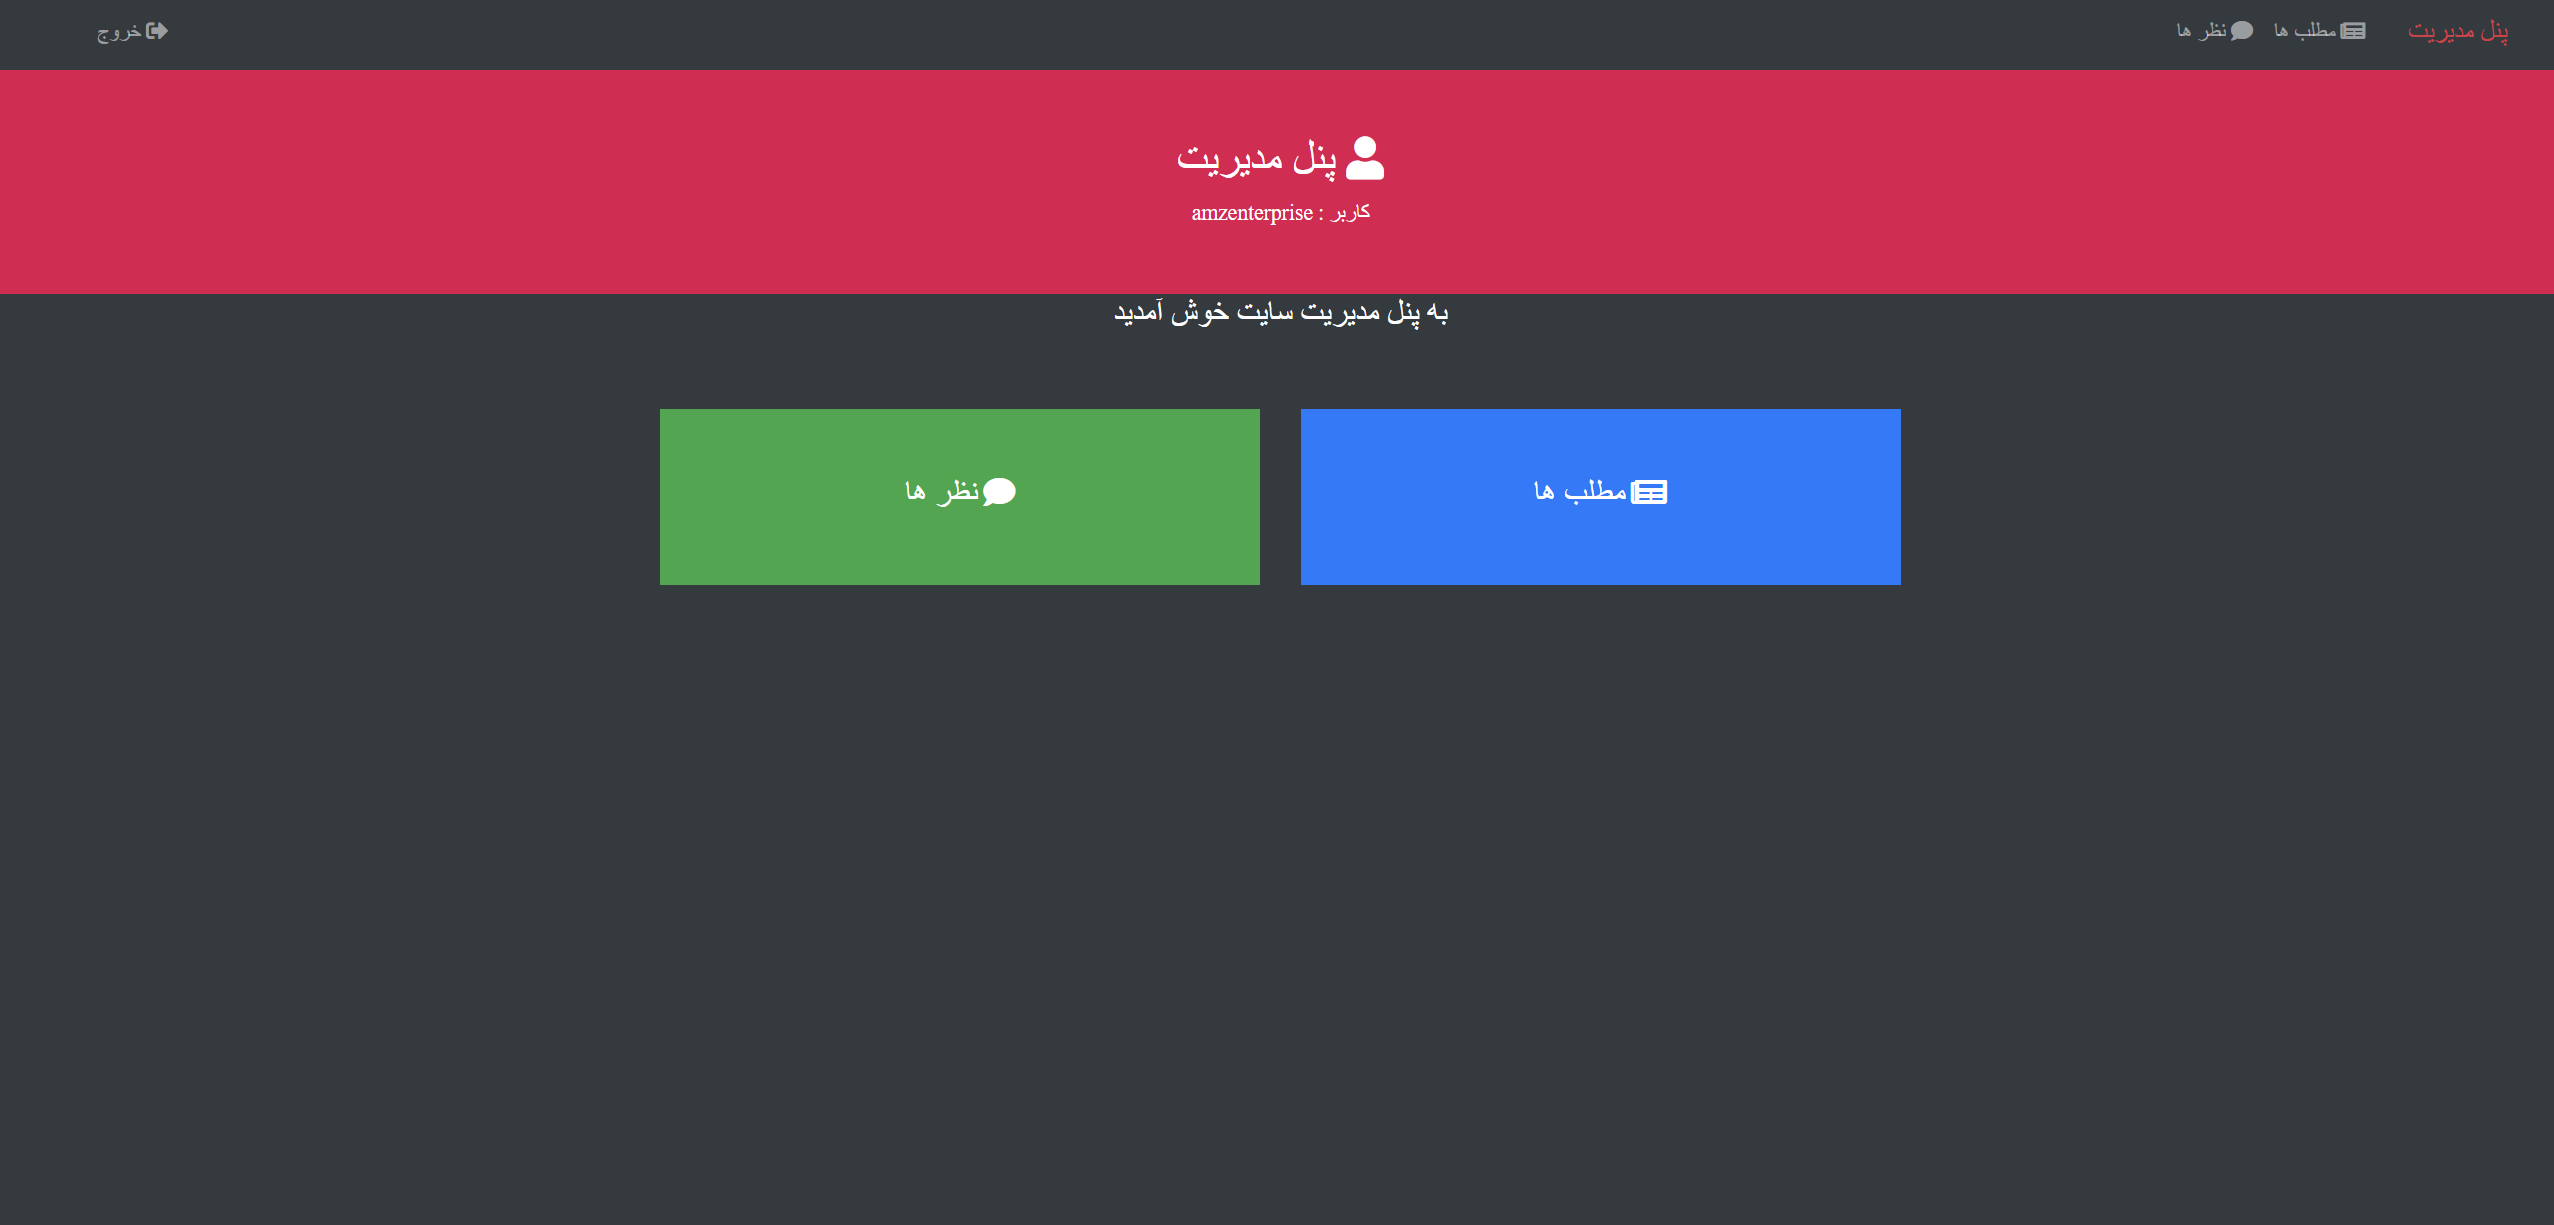 پنل مدیریت
مطلب ها
نظر ها
خروج
پنل مدیریت
کاربر : amzenterprise
به پنل مدیریت سایت خوش آمدید
مطلب ها
نظر ها